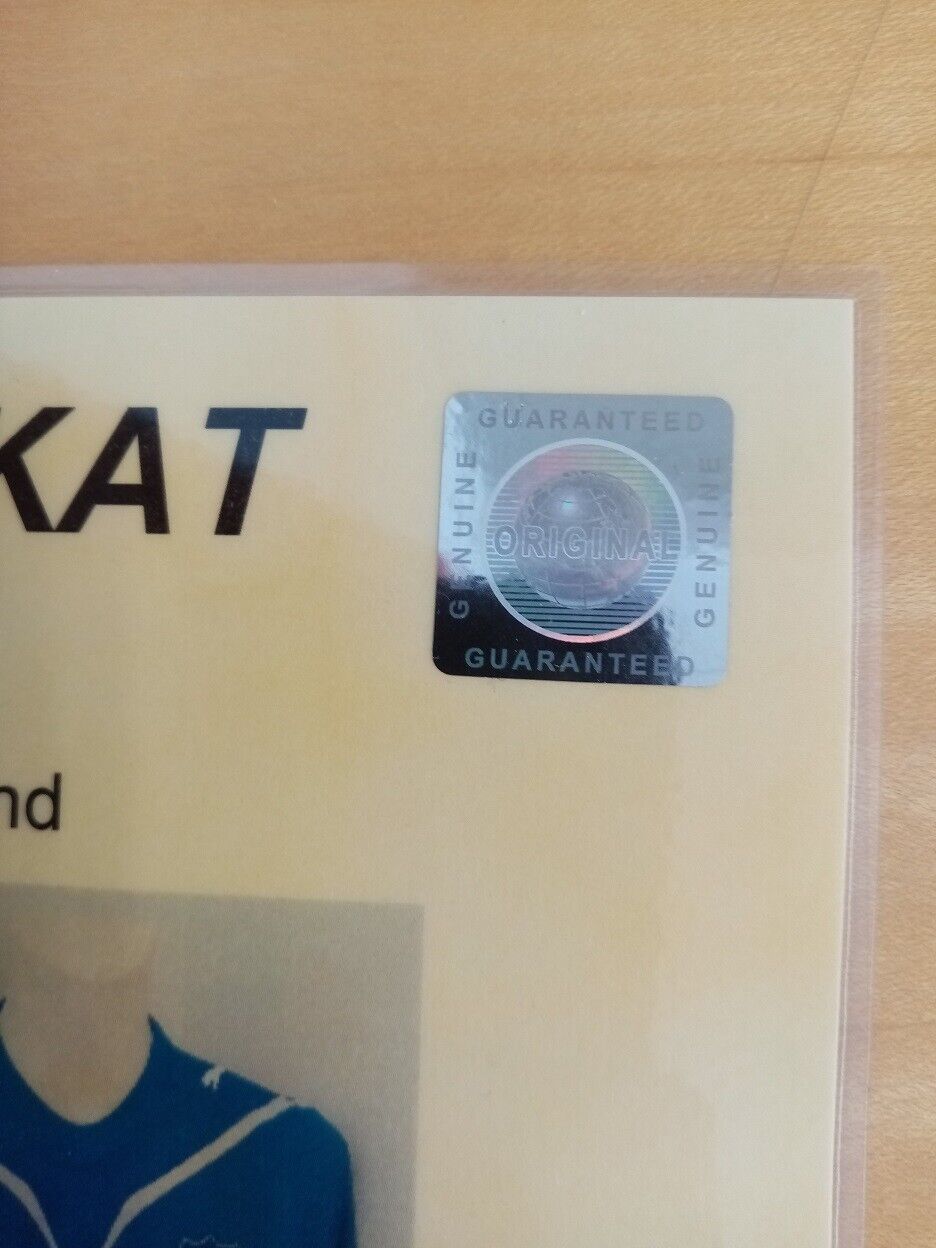 KAT
GUARANTEED
GENUINE
ORIGINAL
GENUINE
GUARANTEED
nd